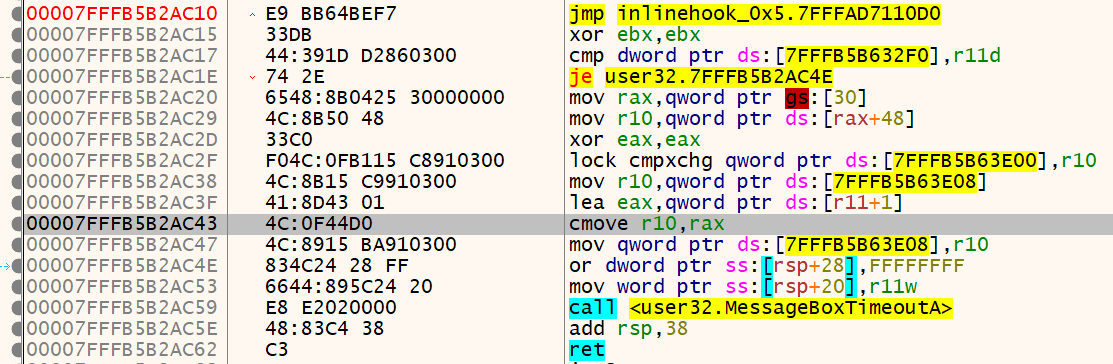 00007FFFB5B2AC10 E9 BB64BEF7 jmp inlinehook_0x5.7FFFAD7110D0
00007FFFB5B2AC15 33DB xor ebx,ebx
00007FFFB5B2AC17 44:391D D2860300 cmp dword ptr ds:[7FFFB5B632F0],r11d
00007FFFB5B2AC1E 74 2E je user32.7FFFB5B2AC4E
00007FFFB5B2AC20 6548:8B0425 30000000 mov rax,qword ptr gs:[30]
00007FFFB5B2AC29 4C:8B50 48 mov r10,qword ptr ds:[rax+48]
00007FFFB5B2AC2D 33C0 xor eax,eax
00007FFFB5B2AC2F F04C:0FB115 C8910300 lock cmpxchg qword ptr ds:[7FFFB5B63E00],r10
00007FFFB5B2AC38 4C:8B15 C9910300 mov r10,qword ptr ds:[7FFFB5B63E08]
00007FFFB5B2AC3F 41:8D43 01 lea eax,qword ptr ds:[r11+1]
00007FFFB5B2AC43 4C:0F44D0 cmove r10,rax
00007FFFB5B2AC47 4C:8915 BA910300 mov qword ptr ds:[7FFFB5B63E08],r10
00007FFFB5B2AC4E 834C24 28 FF or dword ptr ss:[rsp+28],FFFFFFFF
00007FFFB5B2AC53 6644:895C24 20 mov word ptr ss:[rsp+20],r11w
00007FFFB5B2AC59 E8 E2020000 call <user32.MessageBoxTimeoutA>
00007FFFB5B2AC5E 48:83C4 38 add rsp,38
00007FFFB5B2AC62 C3 ret